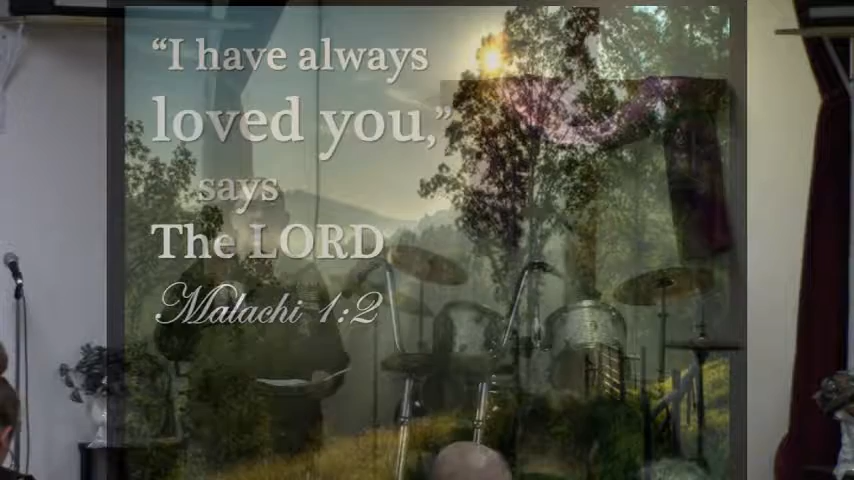 “I have always
loved you,”
says
The LORD
Malachi 1:2